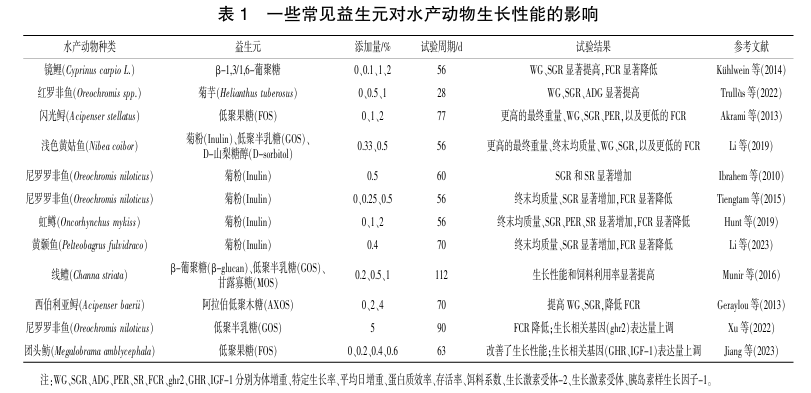 表 1 一些常见益生元对水产动物生长性能的影响
水产动物种类 益生元 添加量/% 试验周期/d 试验结果 参考文献
镜鲤(Cyprinus carpio L.) β-1,3/1,6-葡聚糖 0、0.1、1、2 56 WG、SGR 显著提高,FCR 显著降低 Kühlwein 等(2014)
红罗非鱼(Oreochromis spp.) 菊芋(Helianthus tuberosus) 0、0.5、1 28 WG、SGR、ADG 显著提高 Trullàs 等(2022)
闪光鲟(Acipenser stellatus) 低聚果糖(FOS) 0、1、2 77 更高的最终重量、WG、SGR、PER,以及更低的 FCR Akrami 等(2013)
浅色黄姑鱼(Nibea coibor) 菊粉(Inulin)、低聚半乳糖(GOS)、
D-山梨糖醇(D-sorbitol) 0.33、0.5 56 更高的最终重量、终末均质量、WG、SGR,以及更低的 FCR Li 等(2019)
尼罗罗非鱼(Oreochromis niloticus) 菊粉(Inulin) 0.5 60 SGR 和 SR 显著增加 Ibrahem 等(2010)
尼罗罗非鱼(Oreochromis niloticus) 菊粉(Inulin) 0、0.25、0.5 56 终末均质量、SGR 显著增加,FCR 显著降低 Tiengtam 等(2015)
虹鳟(Oncorhynchus mykiss) 菊粉(Inulin) 0、1、2 56 终末均质量、SGR、PER、SR 显著增加,FCR 显著降低 Hunt 等(2019)
黄颡鱼(Pelteobagrus fulvidraco) 菊粉(Inulin) 0.4 70 终末均质量、SGR 显著增加,FCR 显著降低 Li 等(2023)
线鳢(Channa striata) β-葡聚糖(β-glucan)、低聚半乳糖(GOS)、
甘露寡糖(MOS) 0.2、0.5、1 112 生长性能和饲料利用率显著提高 Munir 等(2016)
西伯利亚鲟(Acipenser baerii) 阿拉伯低聚木糖(AXOS) 0、2、4 70 提高 WG、SGR,降低 FCR Geraylou 等(2013)
尼罗罗非鱼(Oreochromis niloticus) 低聚半乳糖(GOS) 5 90 FCR 降低;生长相关基因(ghr2)表达量上调 Xu 等(2022)
团头鲂(Megalobrama amblycephala) 低聚果糖(FOS) 0、0.2、0.4、0.6 63 改善了生长性能;生长相关基因(GHR、IGF-1)表达量上调 Jiang 等(2023)
注:WG、SGR、ADG、PER、SR、FCR、ghr2、GHR、IGF-1 分别为体增重、特定生长率、平均日增重、蛋白质效率、存活率、饵料系数、生长激素受体-2、生长激素受体、胰岛素样生长因子-1。